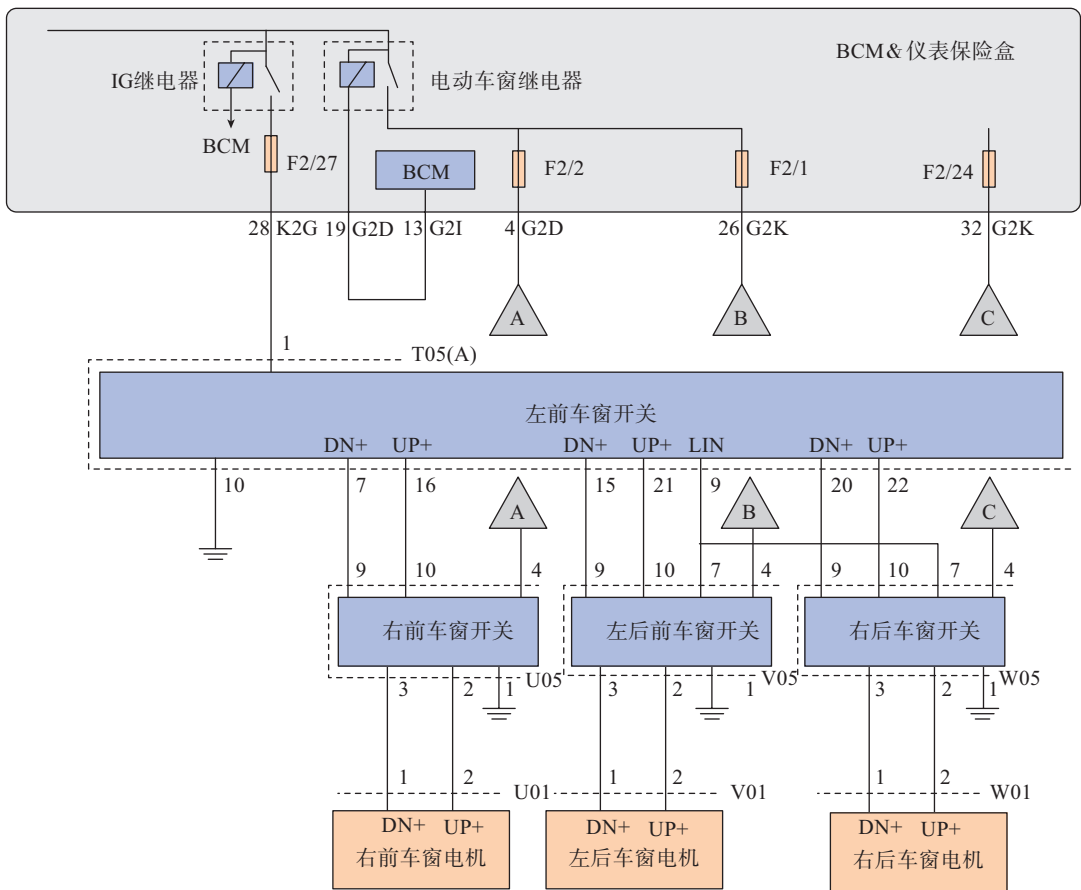 BCM&仪表保险盒
IG继电器
电动车窗继电器
BCM
F2/27
BCM
F2/2
F2/1
F2/24
28 K2G 19 G2D 13 G2I 4 G2D 26 G2K 32 G2K
A B C
1 T05(A)
左前车窗开关
DN+ UP+ DN+ UP+ LIN DN+ UP+
10 7 16 15 21 9 20 22
A B C
9 10 4 9 10 7 4 9 10 7 4
右前车窗开关 左后前车窗开关 右后车窗开关
U05 V05 W05
3 2 1 3 2 1 3 2 1
1 2 1 2 1 2
U01 V01 W01
DN+ UP+ DN+ UP+ DN+ UP+
右前车窗电机 左后车窗电机 右后车窗电机